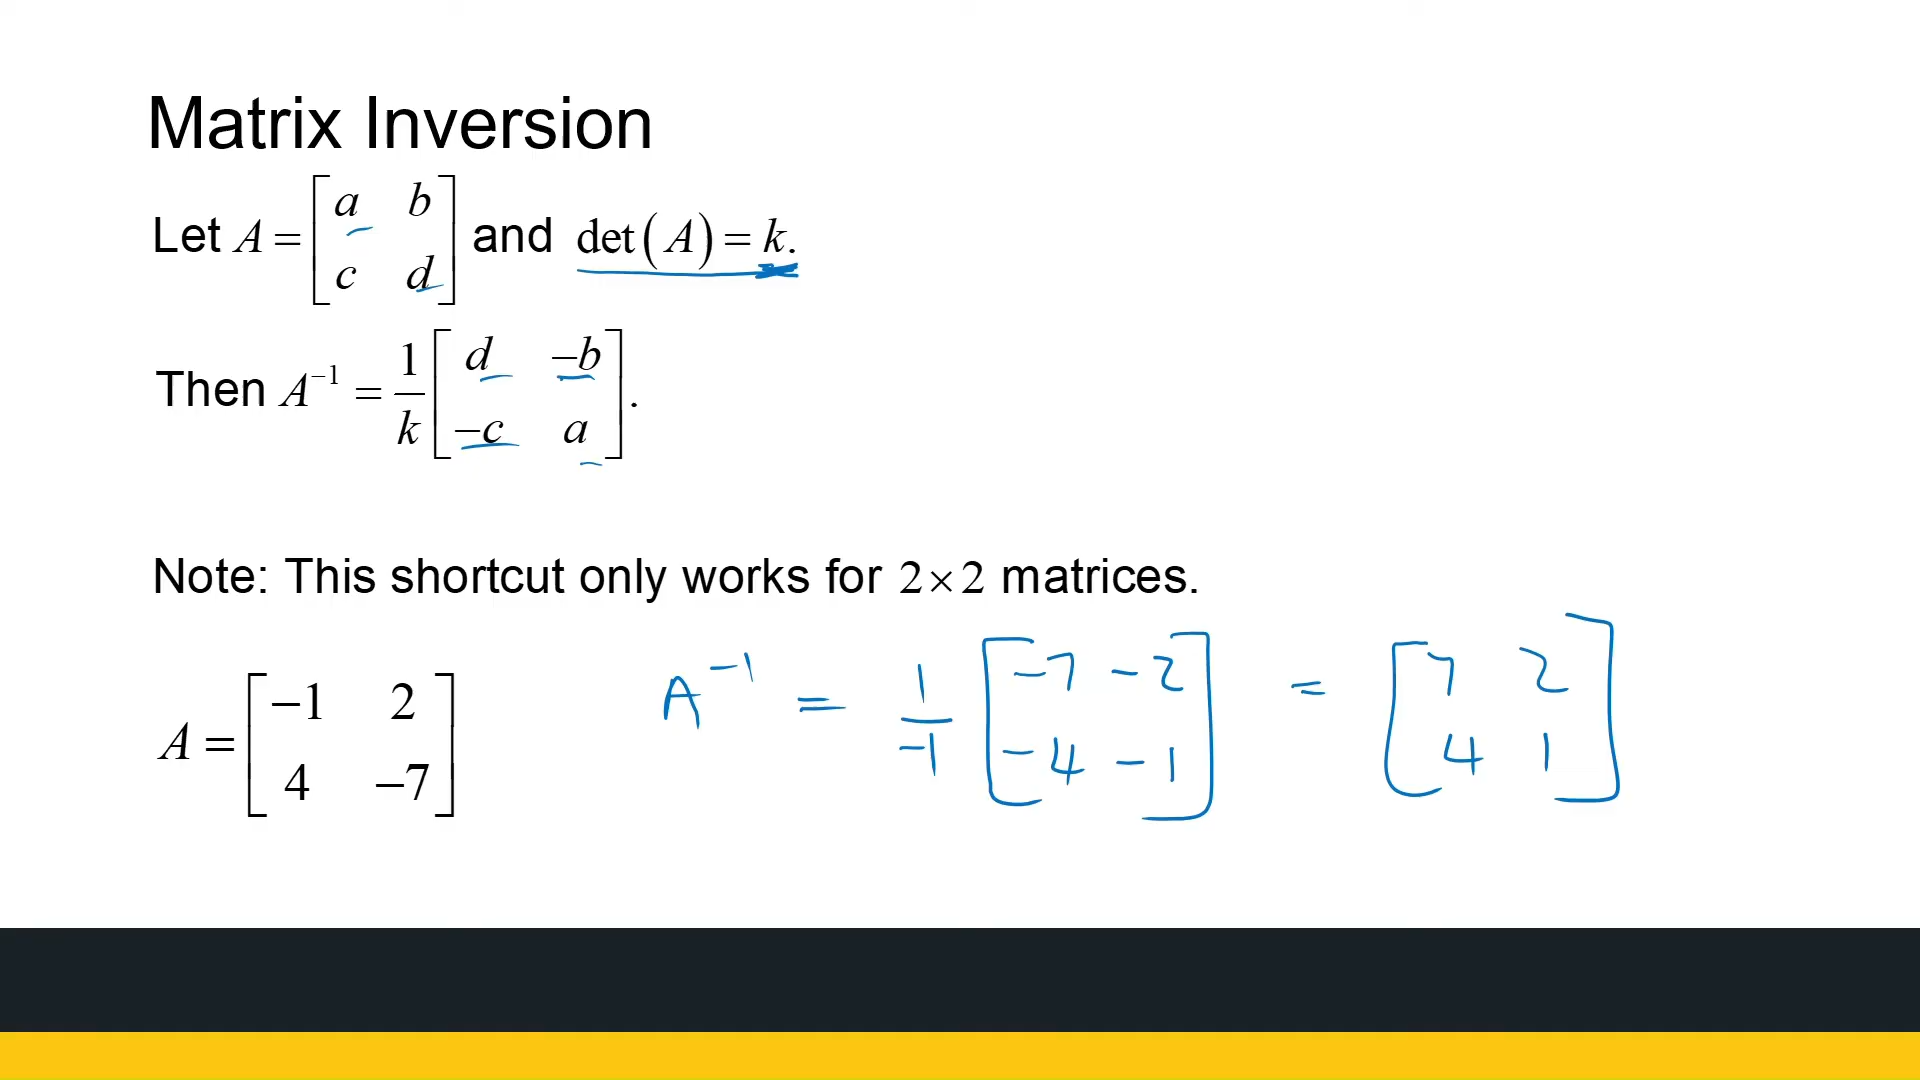 Matrix Inversion
Let A = [a b; c d] and det(A) = k.
Then A⁻¹ = 1/k [d −b; −c a].
Note: This shortcut only works for 2×2 matrices.
A = [−1 2; 4 −7]
A⁻¹ = 1/−1 [−7 −2; −4 −1] = [7 2; 4 1]